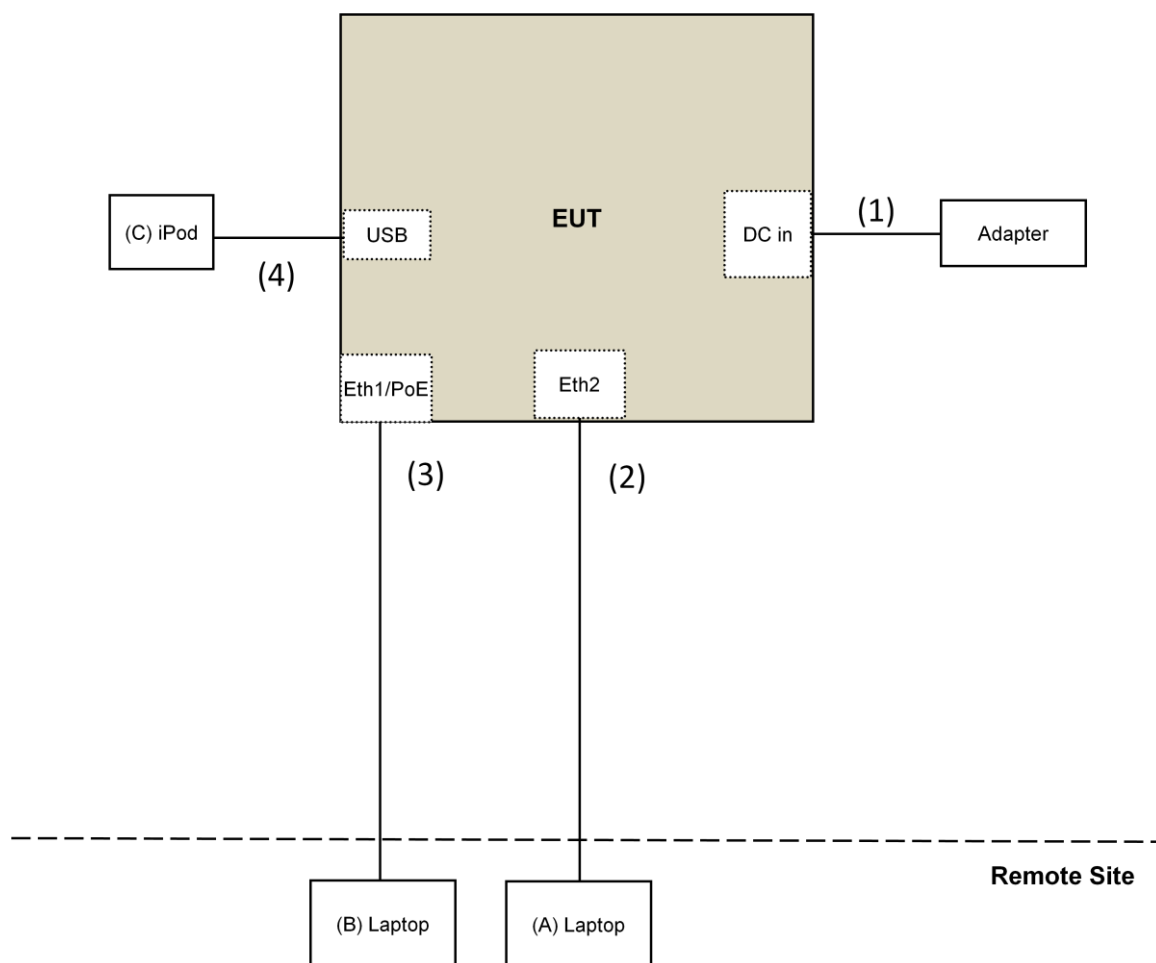 EUT
(1)
(C) iPod
USB
DC in
Adapter
(4)
Eth1/PoE
Eth2
(3)
(2)
Remote Site
(B) Laptop
(A) Laptop